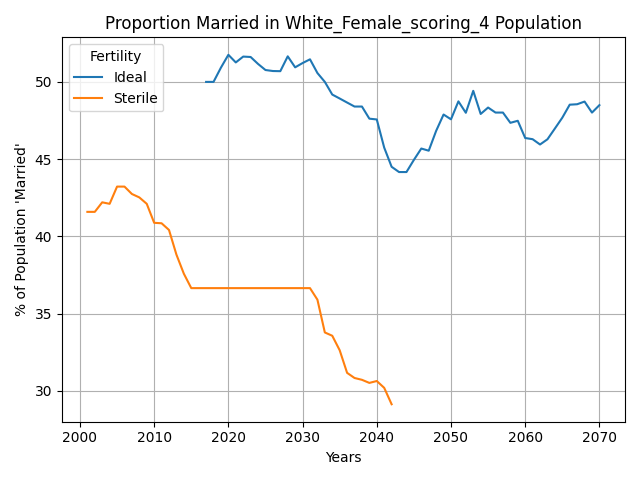 Proportion Married in White_Female_scoring_4 Population
Fertility
Ideal
Sterile
% of Population 'Married'
50
45
40
35
30
2000 2010 2020 2030 2040 2050 2060 2070
Years